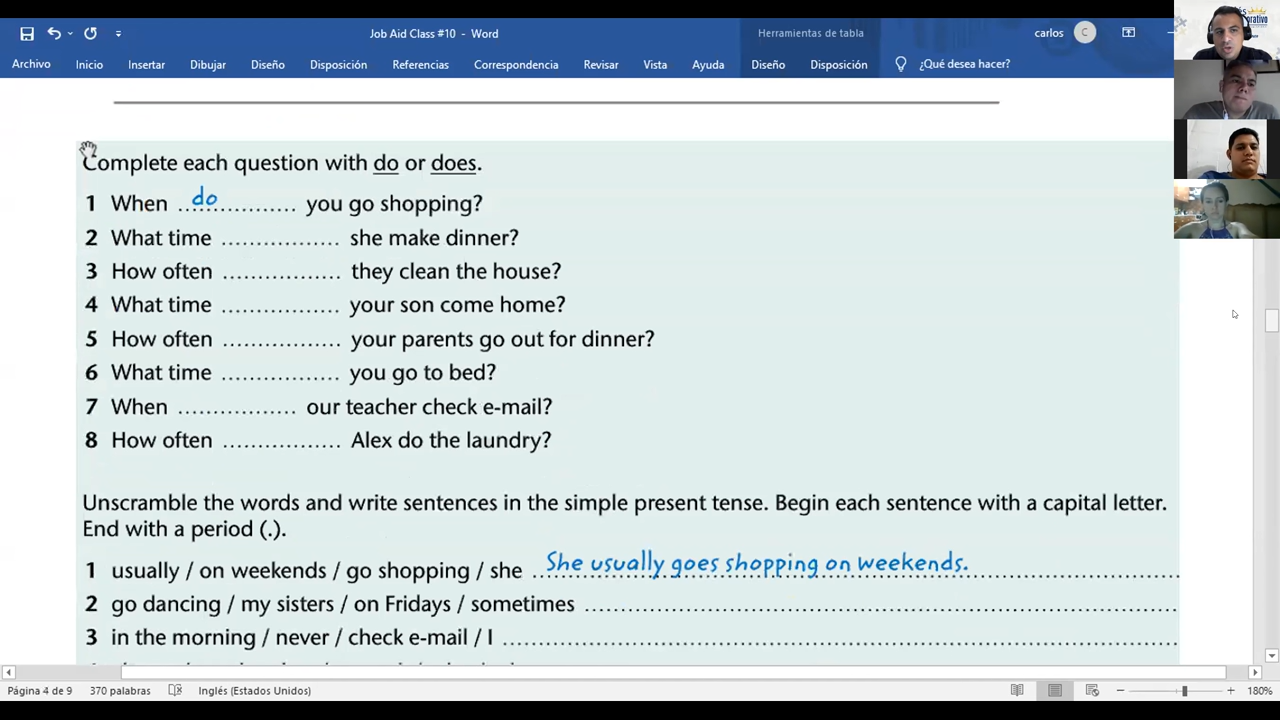 Job Aid Class #10 - Word
Herramientas de tabla
carlos
C
Archivo Inicio Insertar Dibujar Diseño Disposición Referencias Correspondencia Revisar Vista Ayuda Diseño Disposición ¿Qué desea hacer?
Complete each question with do or does.
1 When ...do............. you go shopping?
2 What time ................. she make dinner?
3 How often ................. they clean the house?
4 What time ................. your son come home?
5 How often ................. your parents go out for dinner?
6 What time ................. you go to bed?
7 When ................. our teacher check e-mail?
8 How often ................. Alex do the laundry?
Unscramble the words and write sentences in the simple present tense. Begin each sentence with a capital letter.
End with a period (.).
1 usually / on weekends / go shopping / she She usually goes shopping on weekends.
2 go dancing / my sisters / on Fridays / sometimes
3 in the morning / never / check e-mail / I
Página 4 de 9 370 palabras Inglés (Estados Unidos) 180%